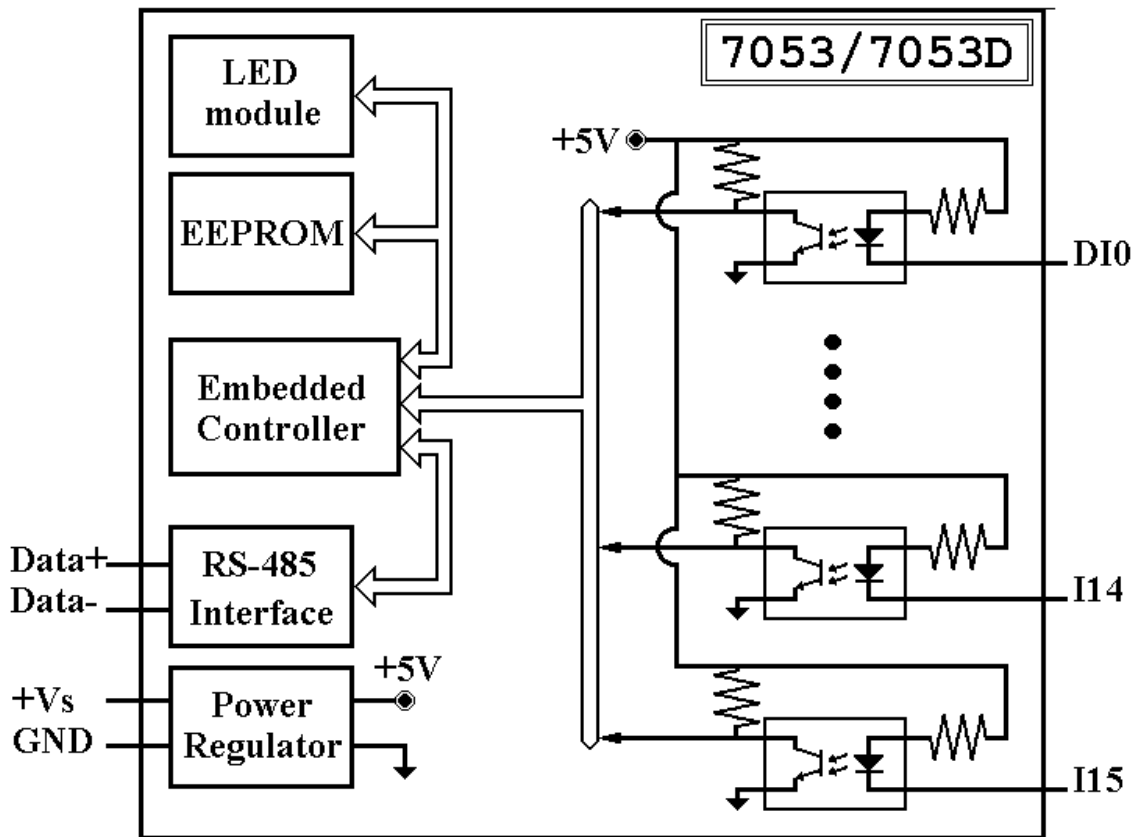 7053/7053D
LED
module
EEPROM
Embedded
Controller
RS-485
Interface
Power
Regulator
Data+
Data-
+Vs
GND
+5V
+5V
DI0
I14
I15